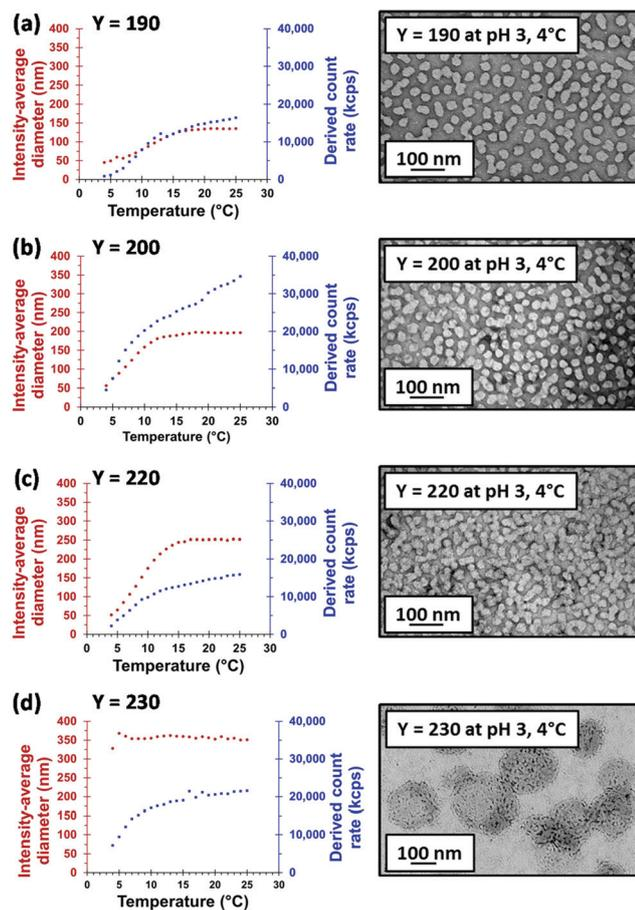 (a) Y = 190
Intensity-average
diameter (nm)
400
350
300
250
200
150
100
50
0
0 5 10 15 20 25 30
Temperature (°C)
40,000
30,000
20,000
10,000
0
Derived count
rate (kcps)
Y = 190 at pH 3, 4°C
100 nm
(b) Y = 200
Intensity-average
diameter (nm)
400
350
300
250
200
150
100
50
0
0 5 10 15 20 25 30
Temperature (°C)
40,000
30,000
20,000
10,000
0
Derived count
rate (kcps)
Y = 200 at pH 3, 4°C
100 nm
(c) Y = 220
Intensity-average
diameter (nm)
400
350
300
250
200
150
100
50
0
0 5 10 15 20 25 30
Temperature (°C)
40,000
30,000
20,000
10,000
0
Derived count
rate (kcps)
Y = 220 at pH 3, 4°C
100 nm
(d) Y = 230
Intensity-average
diameter (nm)
400
350
300
250
200
150
100
50
0
0 5 10 15 20 25 30
Temperature (°C)
40,000
30,000
20,000
10,000
0
Derived count
rate (kcps)
Y = 230 at pH 3, 4°C
100 nm